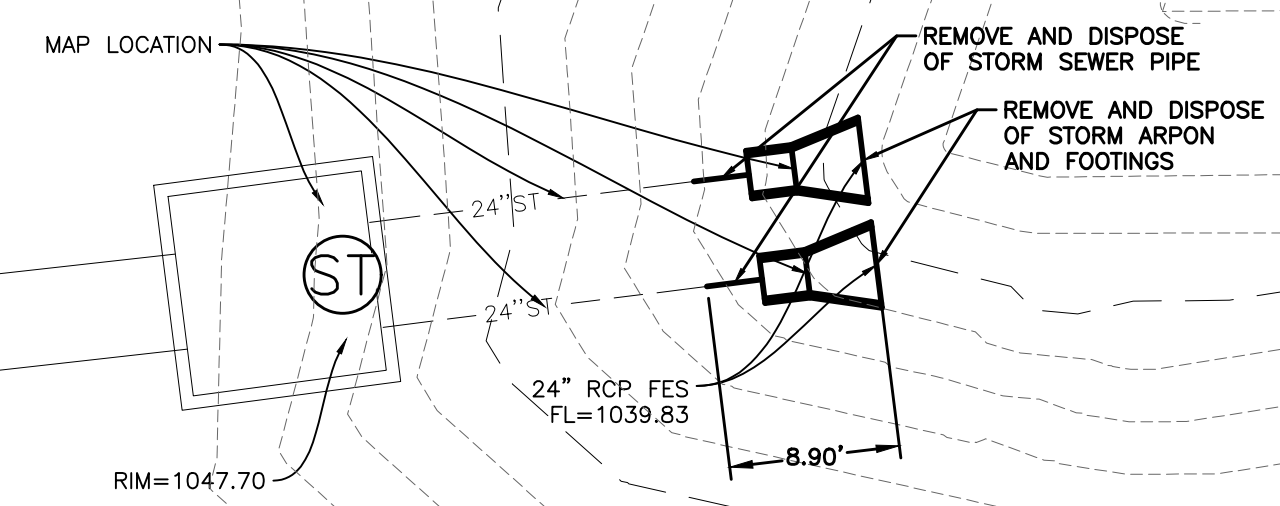 MAP LOCATION
REMOVE AND DISPOSE
OF STORM SEWER PIPE
REMOVE AND DISPOSE
OF STORM ARPON
AND FOOTINGS
24"ST
ST
24"ST
24" RCP FES
FL=1039.83
8.90'
RIM=1047.70